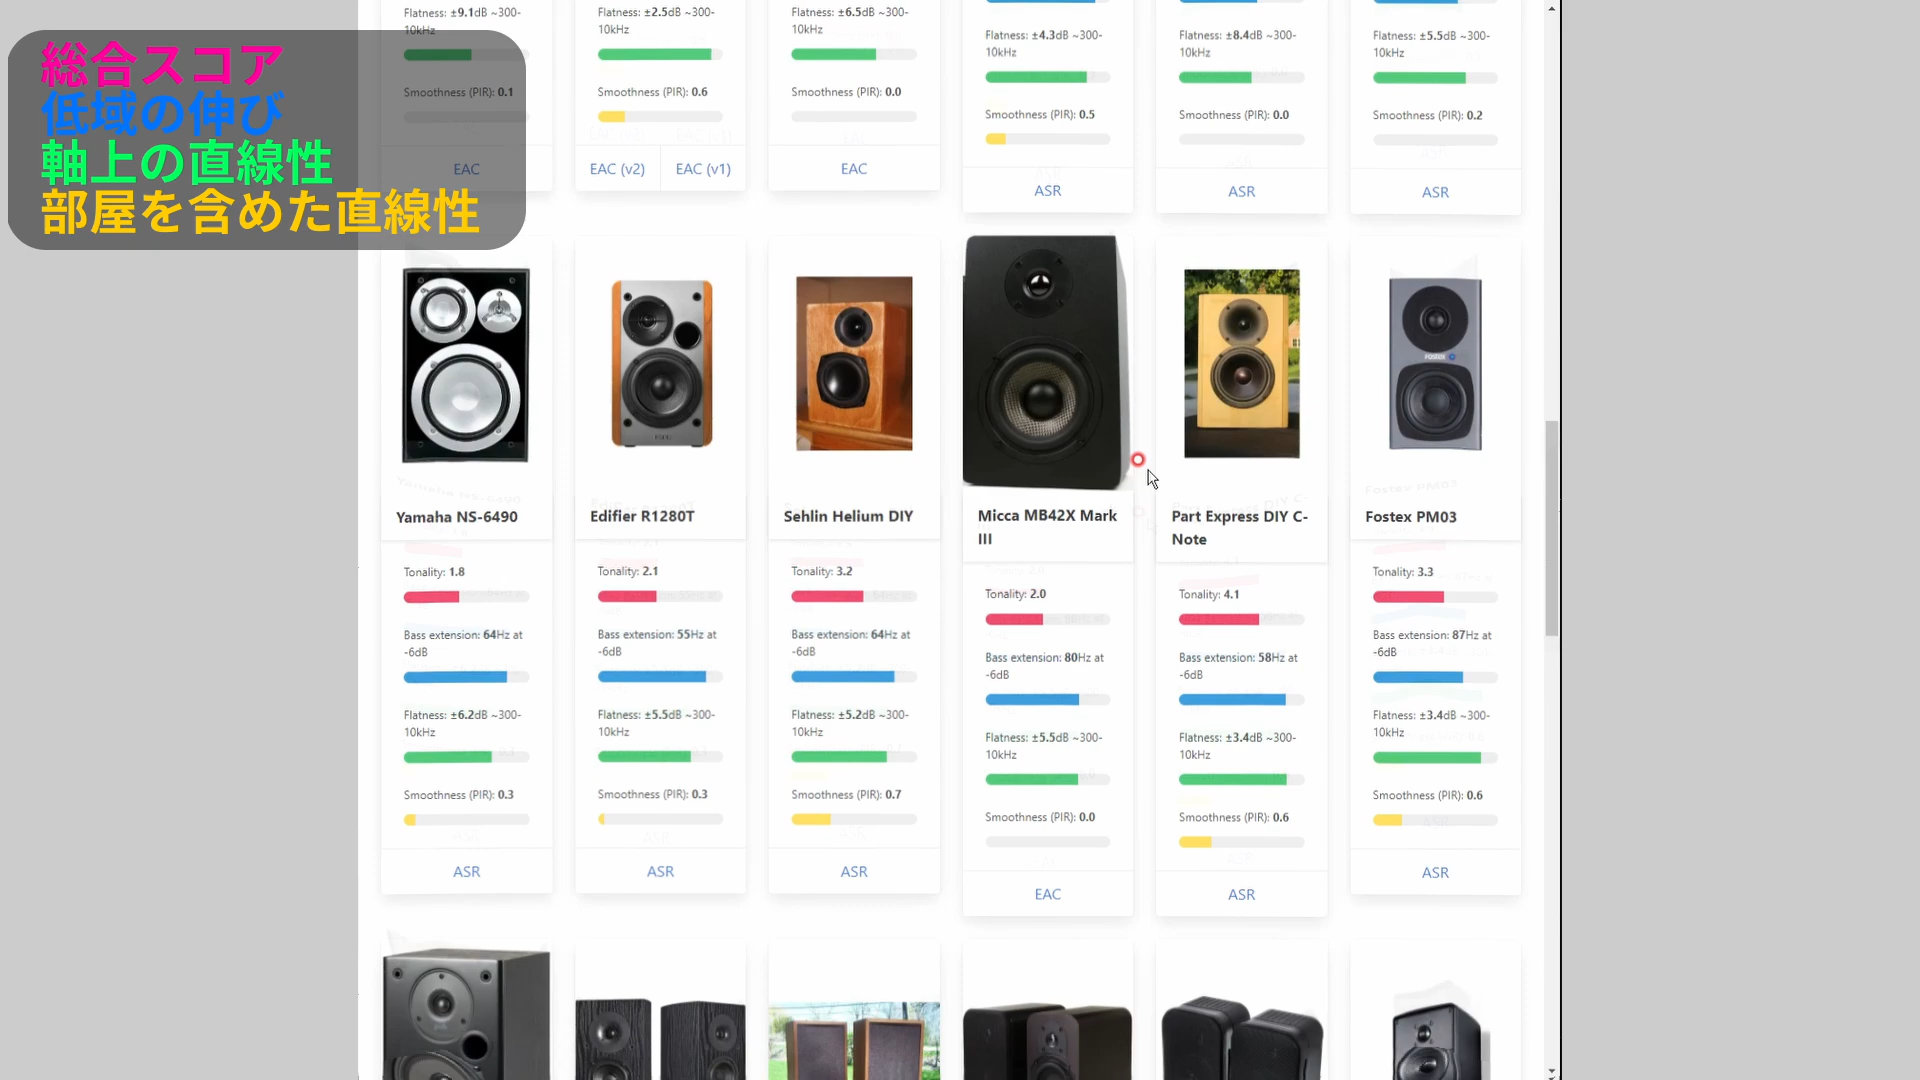 総合スコア
低域の伸び
軸上の直線性
部屋を含めた直線性
Flatness: ±9.1dB ~300-
10kHz
Smoothness (PIR): 0.1
EAC
Flatness: ±2.5dB ~300-
10kHz
Smoothness (PIR): 0.6
EAC (v2)
EAC (v1)
Flatness: ±6.5dB ~300-
10kHz
Smoothness (PIR): 0.0
EAC
Flatness: ±4.3dB ~300-
10kHz
Smoothness (PIR): 0.5
ASR
Flatness: ±8.4dB ~300-
10kHz
Smoothness (PIR): 0.0
ASR
Flatness: ±5.5dB ~300-
10kHz
Smoothness (PIR): 0.2
ASR
Yamaha NS-6490
Tonality: 1.8
Bass extension: 64Hz at
-6dB
Flatness: ±6.2dB ~300-
10kHz
Smoothness (PIR): 0.3
ASR
Edifier R1280T
Tonality: 2.1
Bass extension: 55Hz at
-6dB
Flatness: ±5.5dB ~300-
10kHz
Smoothness (PIR): 0.3
ASR
Sehlin Helium DIY
Tonality: 3.2
Bass extension: 64Hz at
-6dB
Flatness: ±5.2dB ~300-
10kHz
Smoothness (PIR): 0.7
ASR
Micca MB42X Mark
III
Tonality: 2.0
Bass extension: 80Hz at
-6dB
Flatness: ±5.5dB ~300-
10kHz
Smoothness (PIR): 0.0
EAC
Part Express DIY C-
Note
Tonality: 4.1
Bass extension: 58Hz at
-6dB
Flatness: ±3.4dB ~300-
10kHz
Smoothness (PIR): 0.6
ASR
Fostex
Fostex PM03
Tonality: 3.3
Bass extension: 87Hz at
-6dB
Flatness: ±3.4dB ~300-
10kHz
Smoothness (PIR): 0.6
ASR